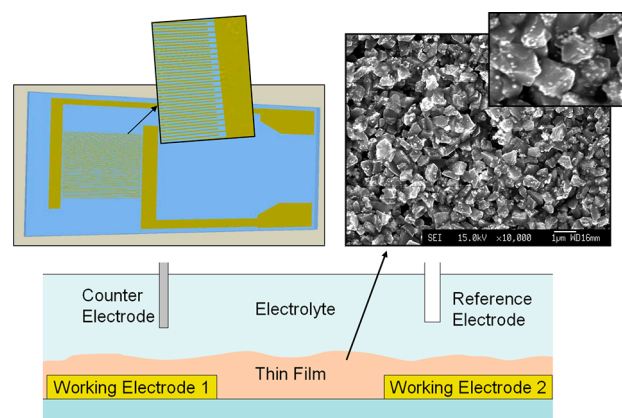 SEI 15.0kV ×10,000 1μm WD16mm
Counter
Electrode
Electrolyte
Reference
Electrode
Thin Film
Working Electrode 1
Working Electrode 2